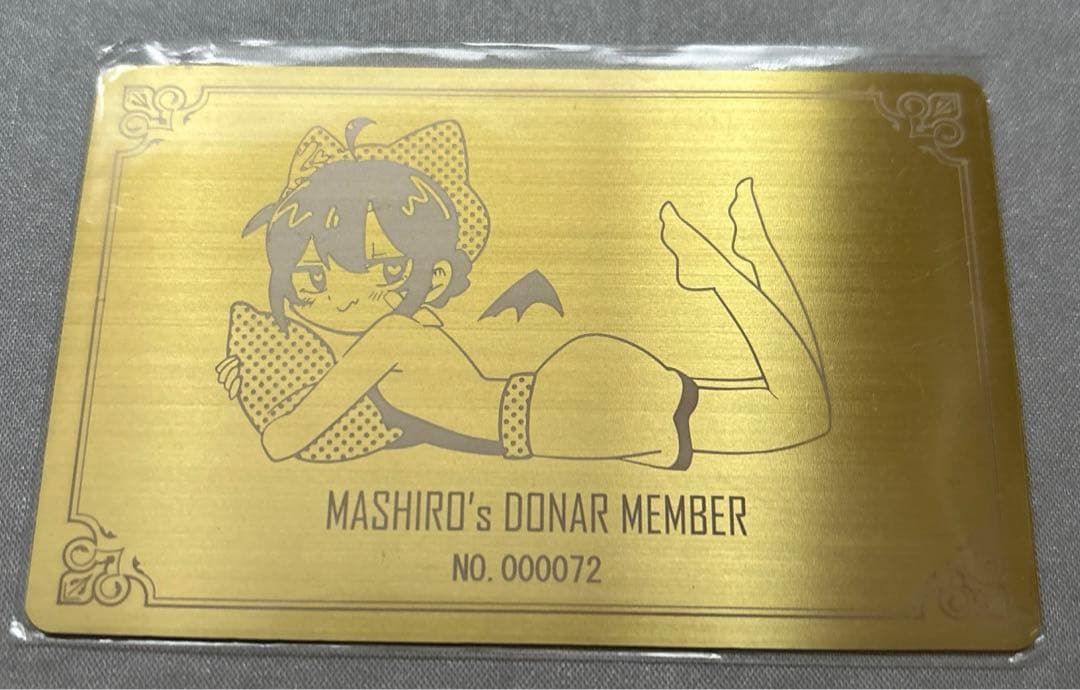 MASHIRO's DONAR MEMBER
NO. 000072